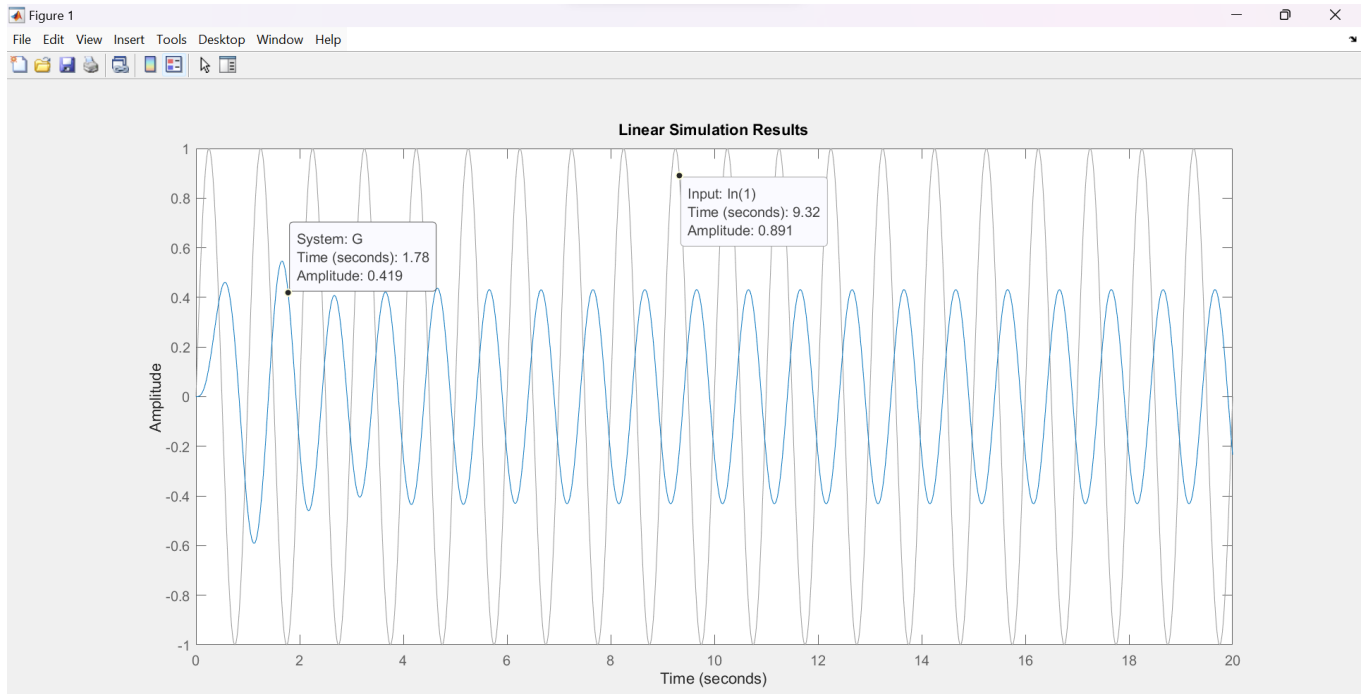 Figure 1
File Edit View Insert Tools Desktop Window Help
Linear Simulation Results
1
0.8
0.6
0.4
0.2
0
-0.2
-0.4
-0.6
-0.8
-1
Amplitude
System: G
Time (seconds): 1.78
Amplitude: 0.419
Input: In(1)
Time (seconds): 9.32
Amplitude: 0.891
0 2 4 6 8 10 12 14 16 18 20
Time (seconds)